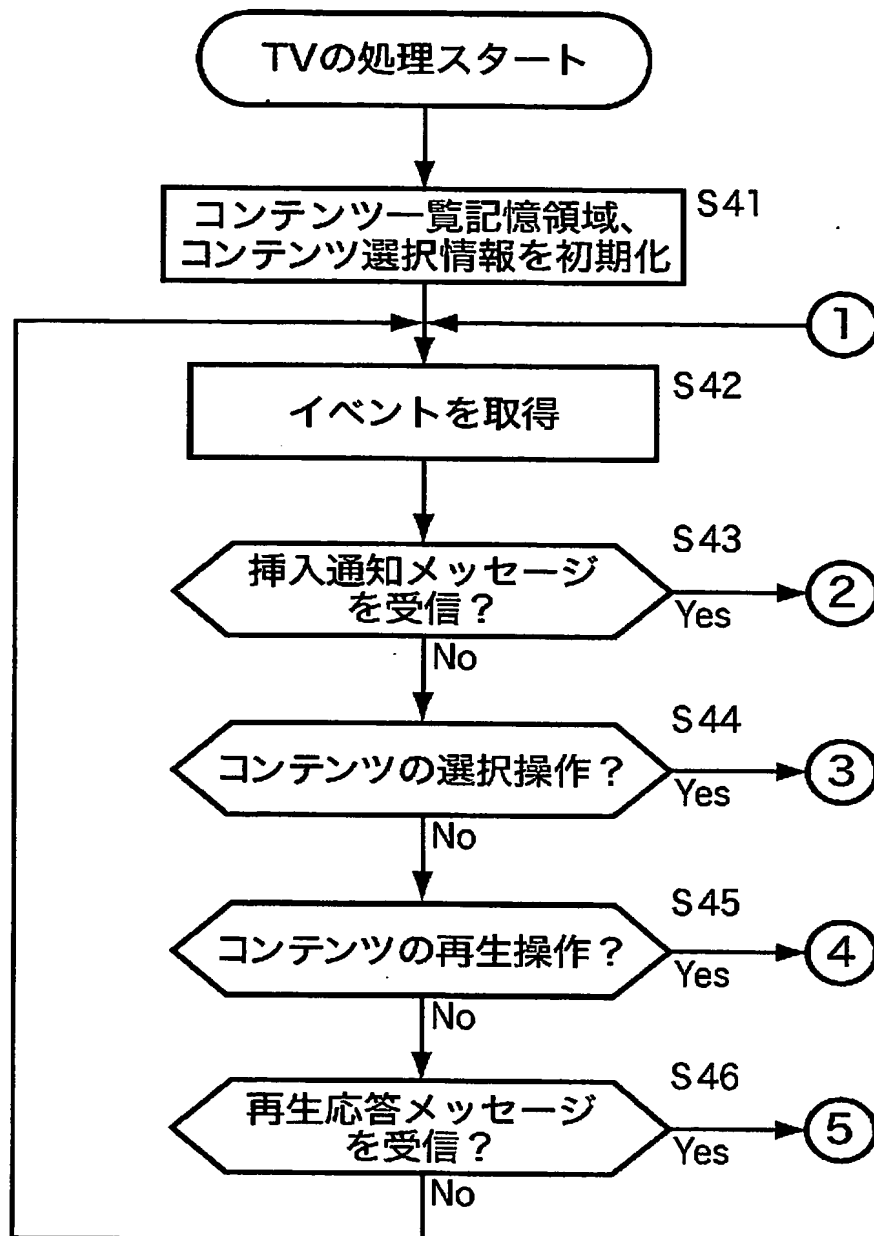 TVの処理スタート
コンテンツ一覧記憶領域、
コンテンツ選択情報を初期化
S41
1
イベントを取得
S42
挿入通知メッセージ
を受信?
S43
Yes
2
No
コンテンツの選択操作?
S44
Yes
3
No
コンテンツの再生操作?
S45
Yes
4
No
再生応答メッセージ
を受信?
S46
Yes
5
No